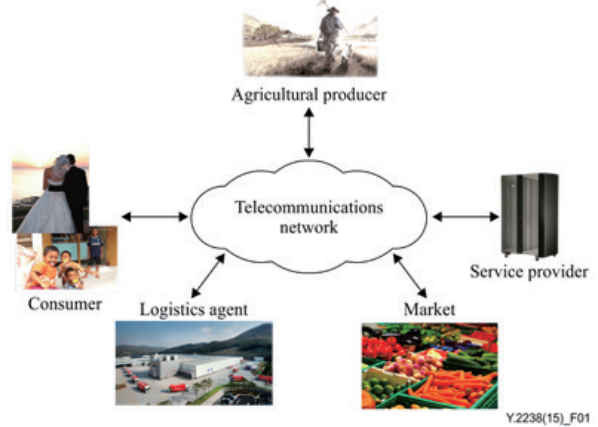 Agricultural producer
Telecommunications
network
Service provider
Consumer
Logistics agent
Market
Y.2238(15)_F01